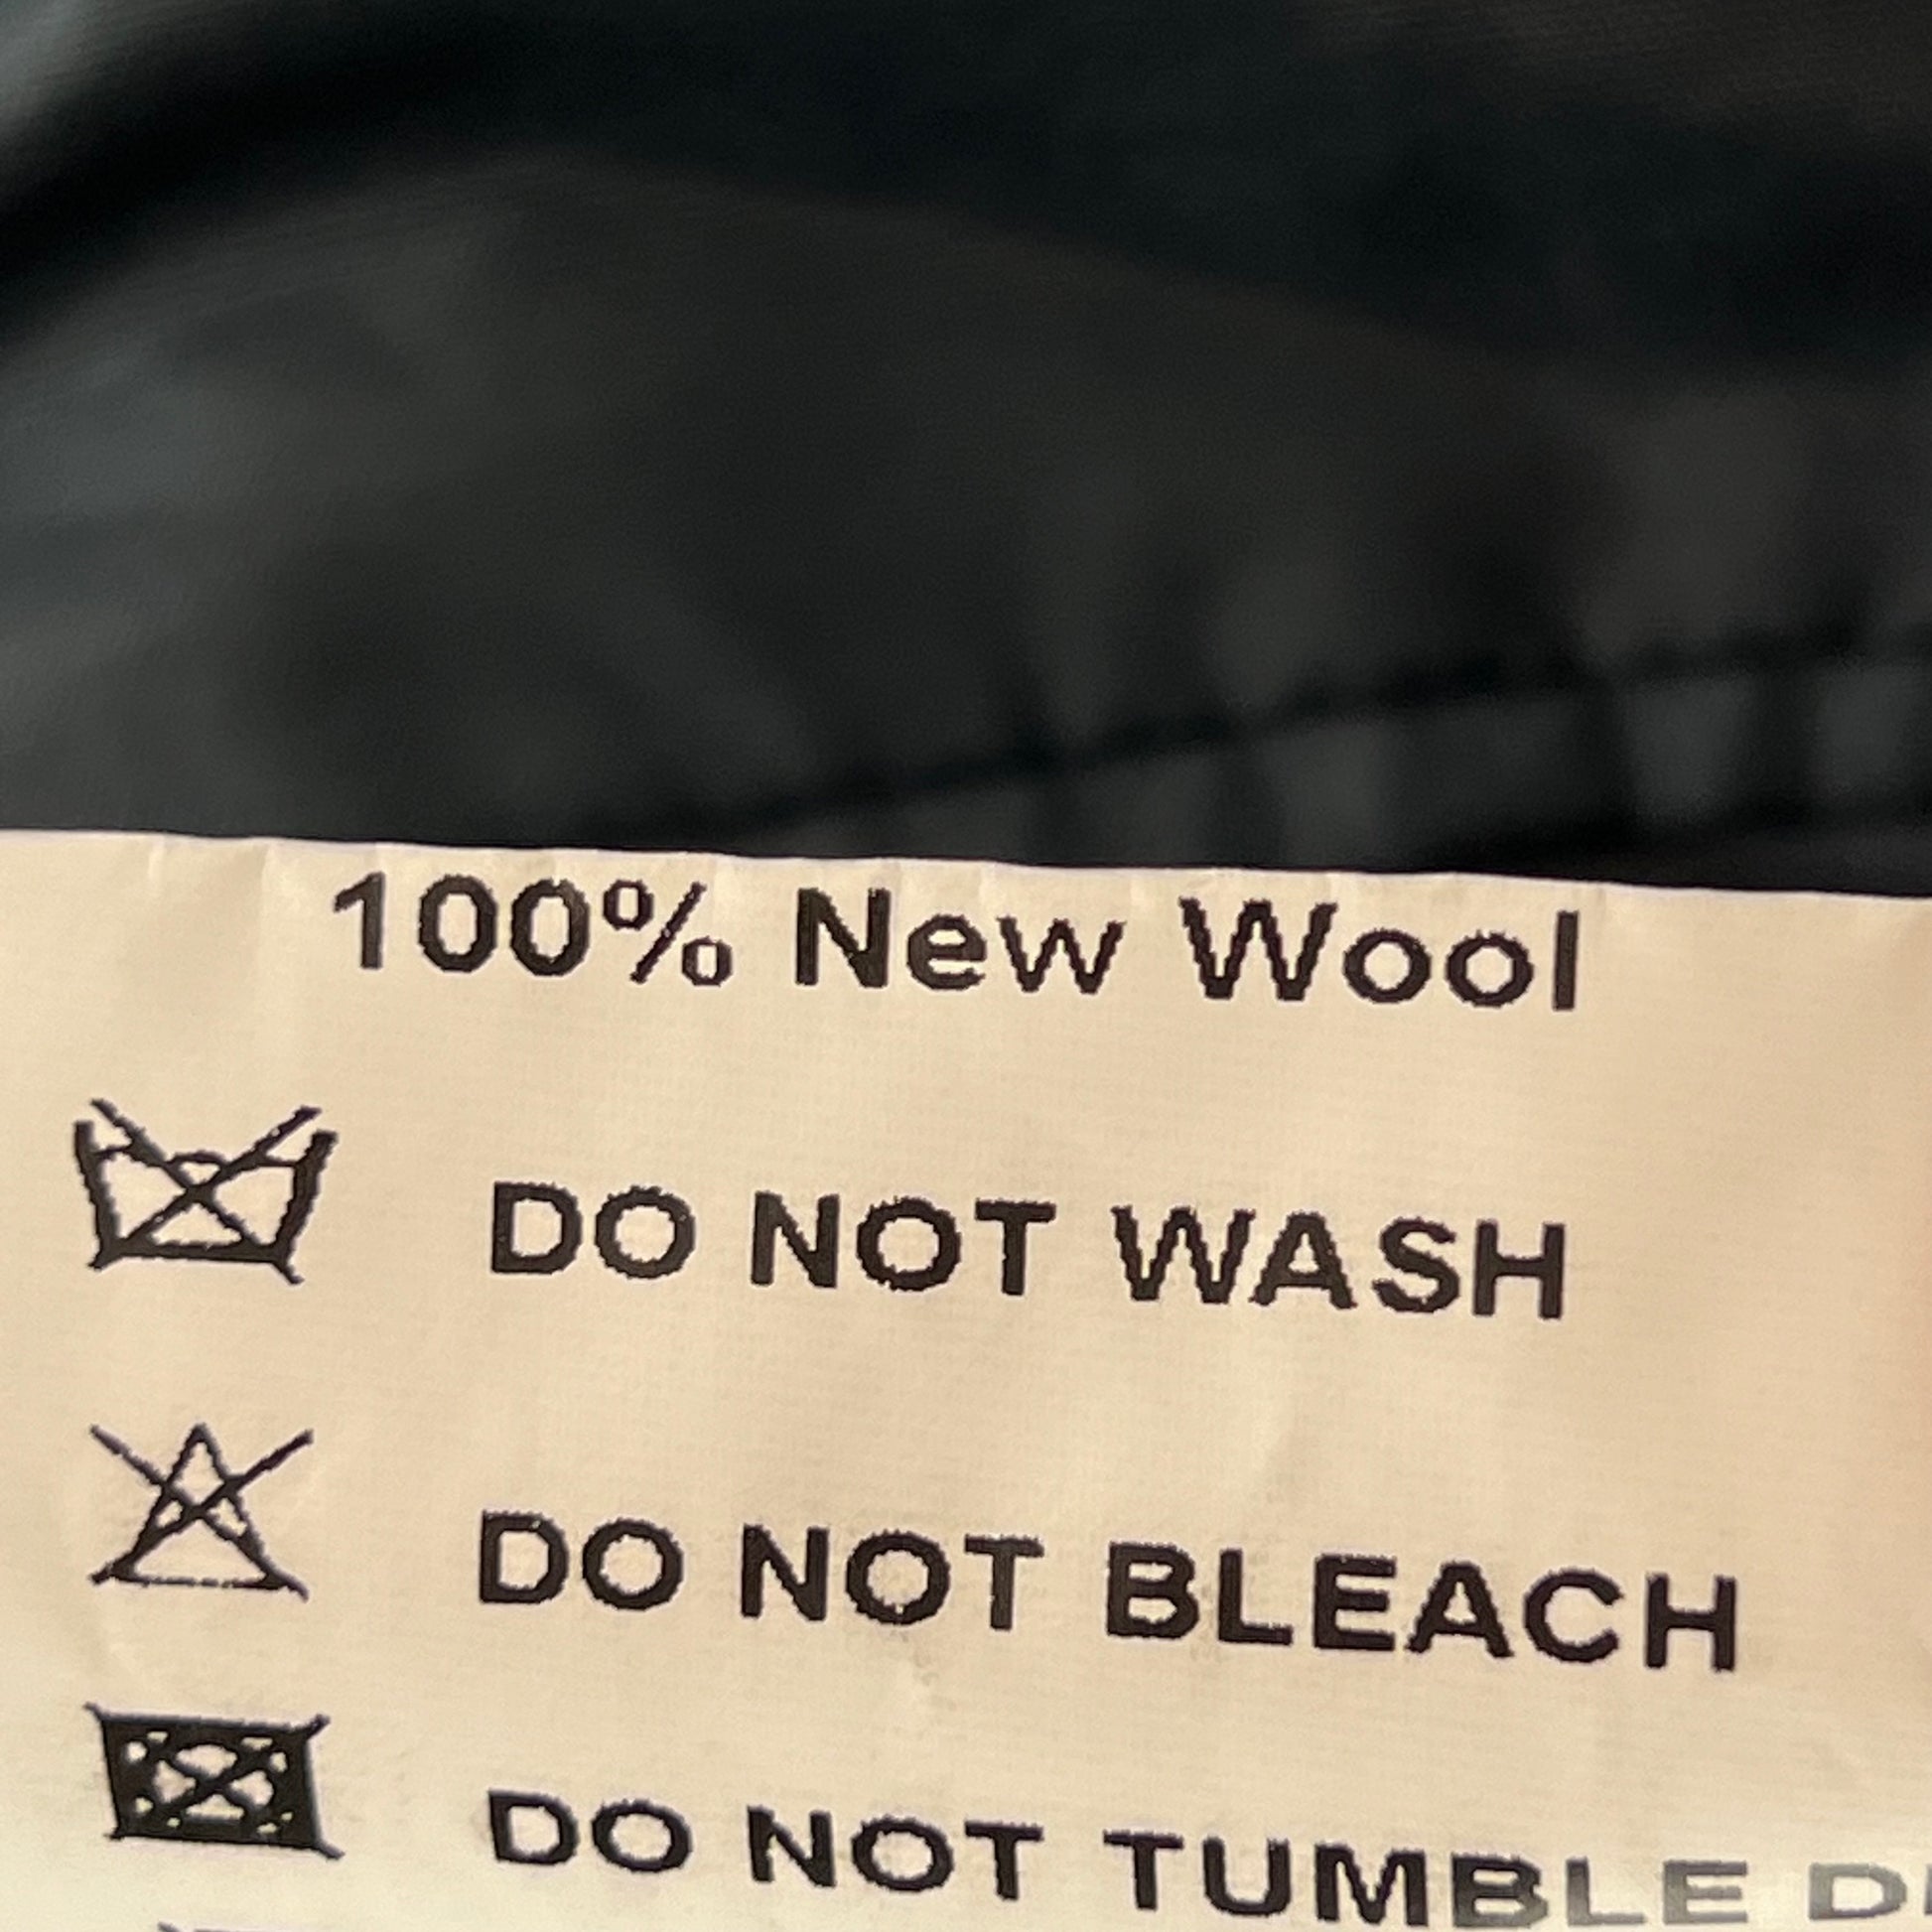 100% New Wool
DO NOT WASH
DO NOT BLEACH
DO NOT TUMBLE